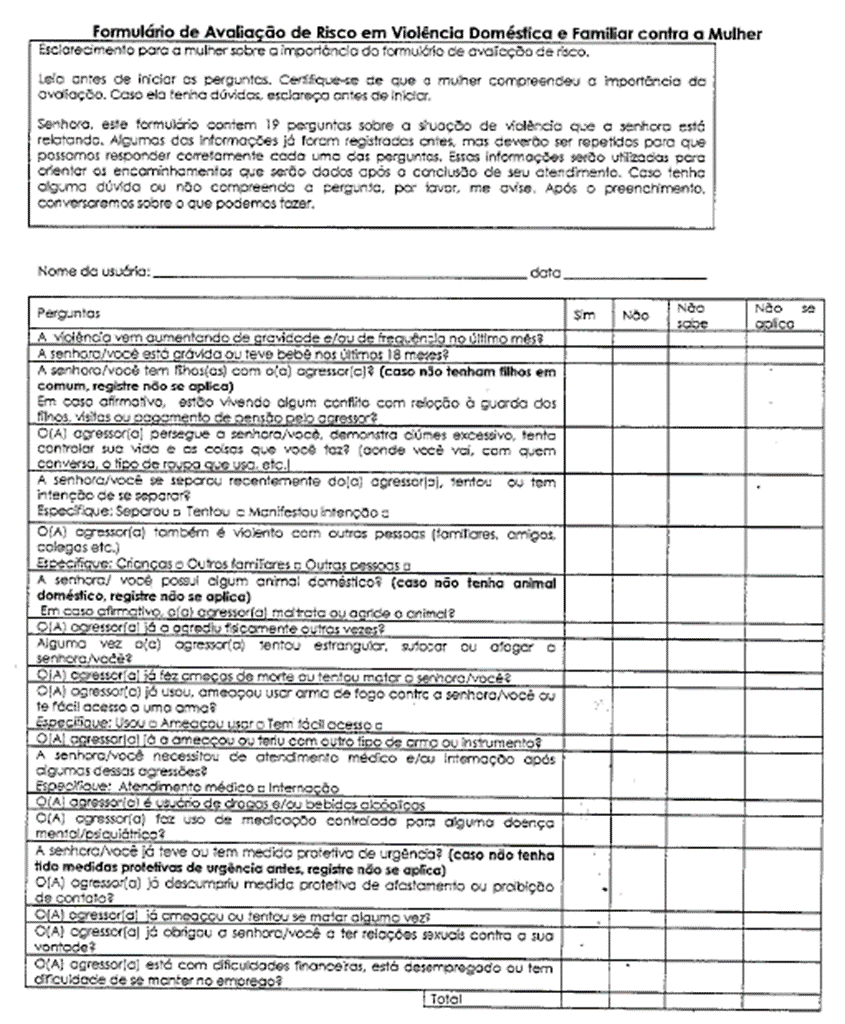 Formulário de Avaliação de Risco em Violência Doméstica e Familiar contra a Mulher
Esclarecimento para a mulher sobre a importância do formulário de avaliação de risco.
Leia antes de iniciar as perguntas. Certifique-se de que a mulher compreendeu a importância da
avaliação. Caso ela tenha dúvidas, esclareça antes de iniciar.
Senhora, este formulário contem 19 perguntas sobre a situação de violência que a senhora está
relatando. Algumas das informações já foram registradas antes, mas deverão ser repetidas para que
possamos responder corretamente cada uma das perguntas. Essas informações serão utilizadas para
orientar os encaminhamentos que serão dados após a conclusão de seu atendimento. Caso tenha
alguma dúvida ou não compreenda a pergunta, por favor, me avise. Após o preenchimento,
conversaremos sobre o que podemos fazer.
Nome da usuária: ______ data ______
Perguntas Sim Não Não sabe Não se aplica
A violência vem aumentando de gravidade e/ou de frequência no último mês?
A senhora/você está grávida ou teve bebê nos últimos 18 meses?
A senhora/você tem filhos(as) com o(a) agressor(a)? (caso não tenham filhos em
comum, registre não se aplica)
Em caso afirmativo, estão vivendo algum conflito com relação à guarda dos
filhos, visitas ou pagamento de pensão pelo agressor?
O(A) agressor(a) persegue a senhora/você, demonstra ciúmes excessivo, tenta
controlar sua vida e as coisas que você faz? (aonde você vai, com quem
conversa, o tipo de roupa que usa, etc.)
A senhora/você se separou recentemente do(a) agressor(a), tentou ou tem
intenção de se separar?
Especifique: Separou □ Tentou □ Manifestou intenção □
O(A) agressor(a) também é violento com outras pessoas (familiares, amigos,
colegas etc.)
Especifique: Crianças □ Outros familiares □ Outras pessoas □
A senhora/ você possui algum animal doméstico? (caso não tenha animal
doméstico, registre não se aplica)
Em caso afirmativo, o(a) agressor(a) maltrata ou agride o animal?
O(A) agressor(a) já a agrediu fisicamente outras vezes?
Alguma vez o(a) agressor(a) tentou estrangular, sufocar ou afogar a
senhora/você?
O(A) agressor(a) já fez ameças de morte ou tentou matar a senhora/você?
O(A) agressor(a) já usou, ameaçou usar arma de fogo contra a senhora/você ou
te fácil acesso a uma arma?
Especifique: Usou □ Ameaçou usar □ Tem fácil acesso □
O(A) agressor(a) já a ameaçou ou feriu com outro tipo de arma ou instrumento?
A senhora/você necessitou de atendimento médico e/ou internação após
algumas dessas agressões?
Especifique: Atendimento médico □ Internação
O(A) agressor(a) é usuário de drogas e/ou bebidas alcóolicas
O(A) agressor(a) faz uso de medicação controlada para alguma doença
mental/psiquiátrica?
A senhora/você já teve ou tem medida protetiva de urgência? (caso não tenha
tido medidas protetivas de urgência antes, registre não se aplica)
O(A) agressor(a) já descumpriu medida protetiva de afastamento ou proibição
de contato?
O(A) agressor(a) já ameaçou ou tentou se matar alguma vez?
O(A) agressor(a) já obrigou a senhora/você a ter relações sexuais contra a sua
vontade?
O(A) agressor(a) está com dificuldades financeiras, está desempregado ou tem
dificuldade de se manter no emprego?
Total